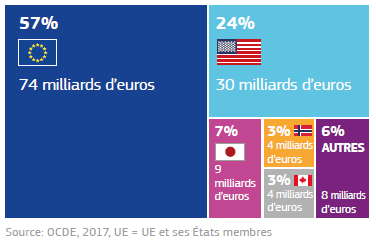 57%
74 milliards d'euros
24%
30 milliards d'euros
7%
9
milliards
d'euros
3%
4 milliards
d'euros
3%
4 milliards
d'euros
6%
AUTRES
8 milliards
d'euros
Source: OCDE, 2017, UE = UE et ses États membres